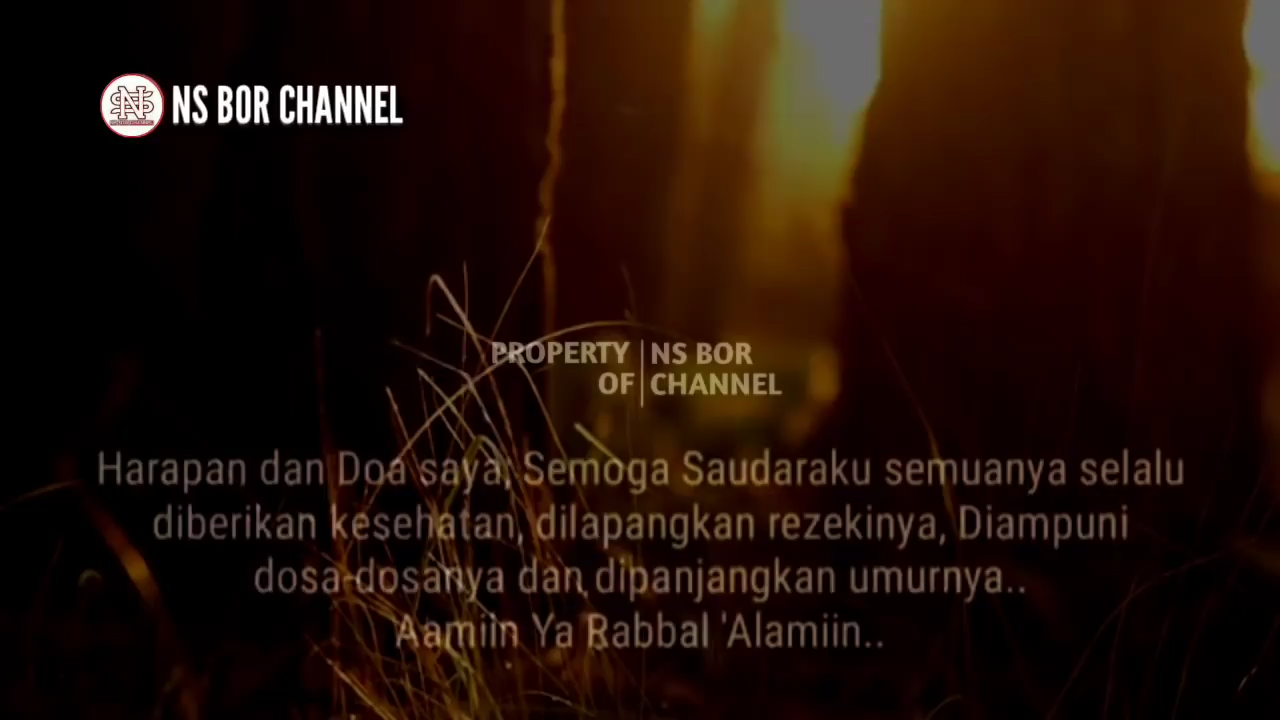 NS BOR CHANNEL
PROPERTY OF
NS BOR CHANNEL
Harapan dan Doa saya, Semoga Saudaraku semuanya selalu
diberikan kesehatan, dilapangkan rezekinya, Diampuni
dosa-dosanya dan dipanjangkan umurnya..
Aamiin Ya Rabbal 'Alamiin..